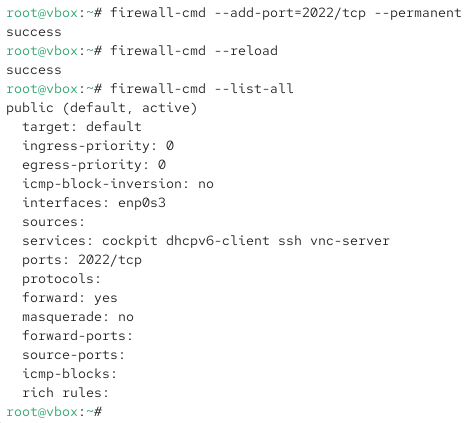 root@vbox:~# firewall-cmd --add-port=2022/tcp --permanent
success
root@vbox:~# firewall-cmd --reload
success
root@vbox:~# firewall-cmd --list-all
public (default, active)
  target: default
  ingress-priority: 0
  egress-priority: 0
  icmp-block-inversion: no
  interfaces: enp0s3
  sources:
  services: cockpit dhcpv6-client ssh vnc-server
  ports: 2022/tcp
  protocols:
  forward: yes
  masquerade: no
  forward-ports:
  source-ports:
  icmp-blocks:
  rich rules:
root@vbox:~#